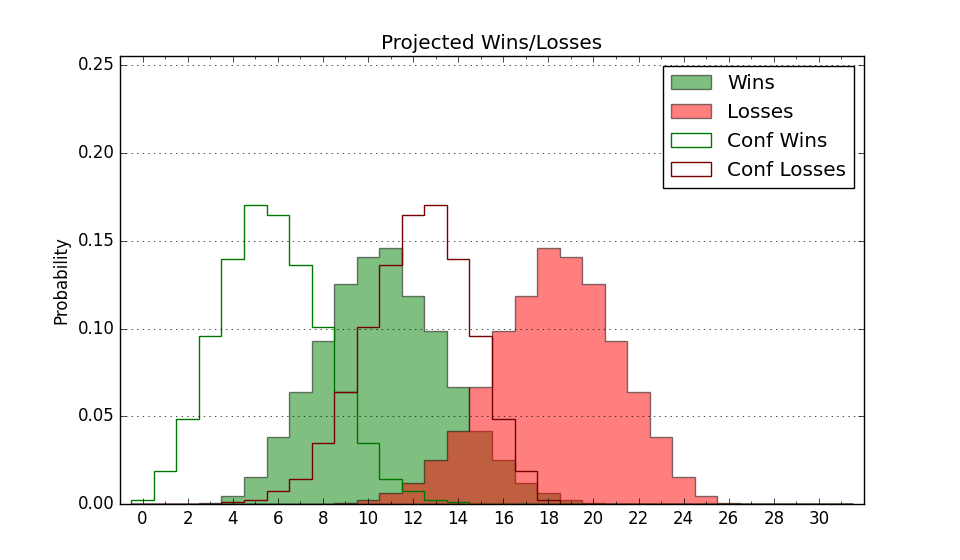 Projected Wins/Losses
0.25
0.20
0.15
0.10
0.05
0.00
Probability
Wins
Losses
Conf Wins
Conf Losses
0 2 4 6 8 10 12 14 16 18 20 22 24 26 28 30